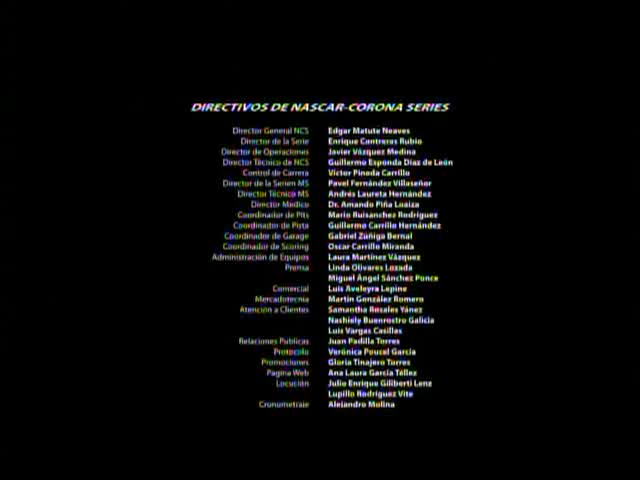 DIRECTIVOS DE NASCAR-CORONA SERIES
Director General NCS Edgar Matute Neaves
Director de la Serie Enrique Contreras Rubio
Director de Operaciones Javier Vázquez Medina
Director Técnico de NCS Guillermo Esponda Diaz de León
Control de Carrera Víctor Pineda Carrillo
Director de la Serien MS Pavel Fernández Villaseñor
Director Técnico MS Andrés Laureta Hernández
Director Medico Dr. Amando Piña Loaiza
Coordinador de Pits Mario Ruisanchez Rodríguez
Coordinador de Pista Guillermo Carrillo Hernández
Coordinador de Garage Gabriel Zúñiga Bernal
Coordinador de Scoring Oscar Carrillo Miranda
Administración de Equipos Laura Martínez Vázquez
Prensa Linda Olivares Lozada
Miguel Ángel Sánchez Ponce
Comercial Luis Aveleyra Lepine
Mercadotecnia Martín González Romero
Atención a Clientes Samantha Rosales Yánez
Nashiely Buenrostro Galicia
Luis Vargas Casillas
Relaciones Publicas Juan Padilla Torres
Protocolo Verónica Pousal García
Promociones Gloria Tinajero Torres
Pagina Web Ana Laura García Téllez
Locución Julio Enrique Giliberti Lenz
Lupillo Rodríguez Vite
Cronometraje Alejandro Molina